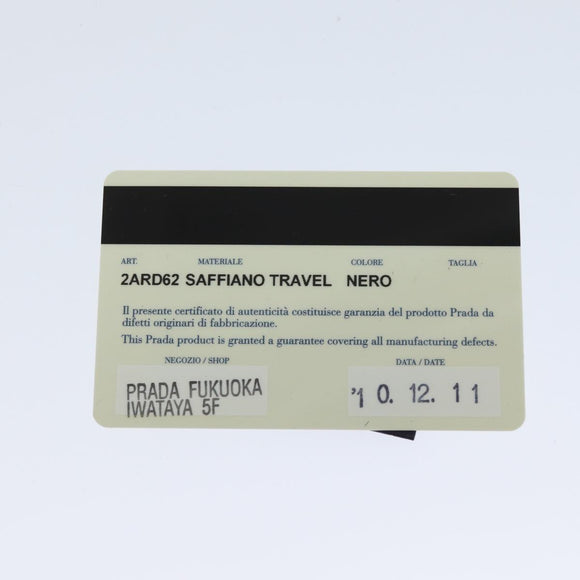 ART. MATERIALE COLORE TAGLIA
2ARD62 SAFFIANO TRAVEL NERO
Il presente certificato di autenticità costituisce garanzia del prodotto Prada da
difetti originari di fabbricazione.
This Prada product is granted a guarantee covering all manufacturing defects.
NEGOZIO / SHOP DATA / DATE
PRADA FUKUOKA
IWATAYA 5F
'10. 12. 11